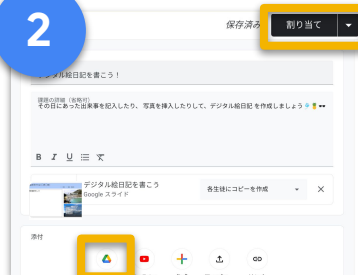 2
保存済み
割り当て
デジタル絵日記を書こう！
課題の詳細（省略可）
その日にあった出来事を記入したり、写真を挿入したりして、デジタル絵日記 を作成しましょう
B I U
デジタル絵日記を書こう
Google スライド
各生徒にコピーを作成
添付